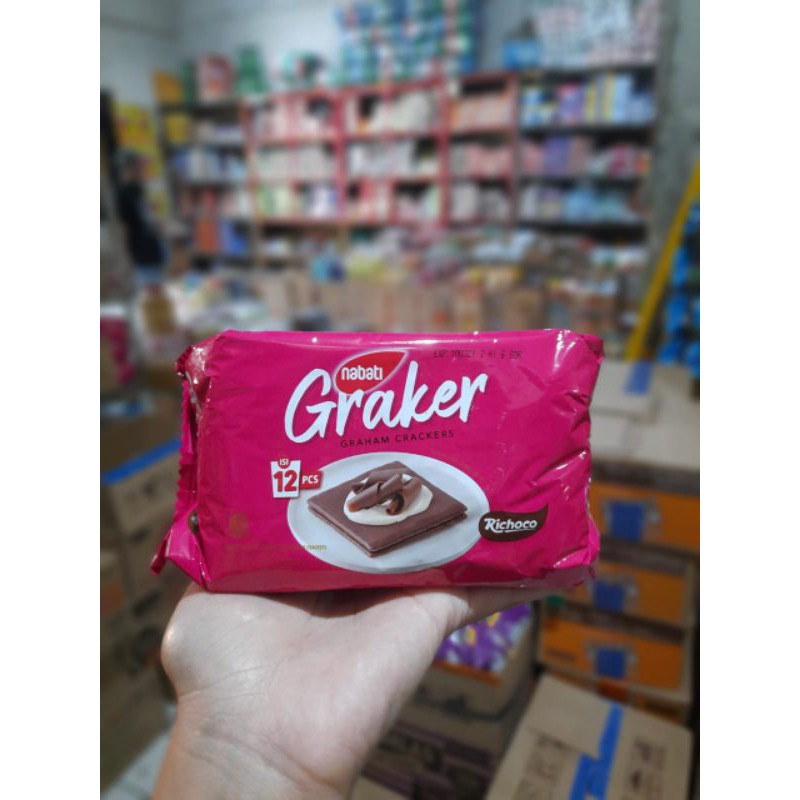 nabati
Graker
GRAHAM CRACKERS
ISI
12 PCS
Richoco